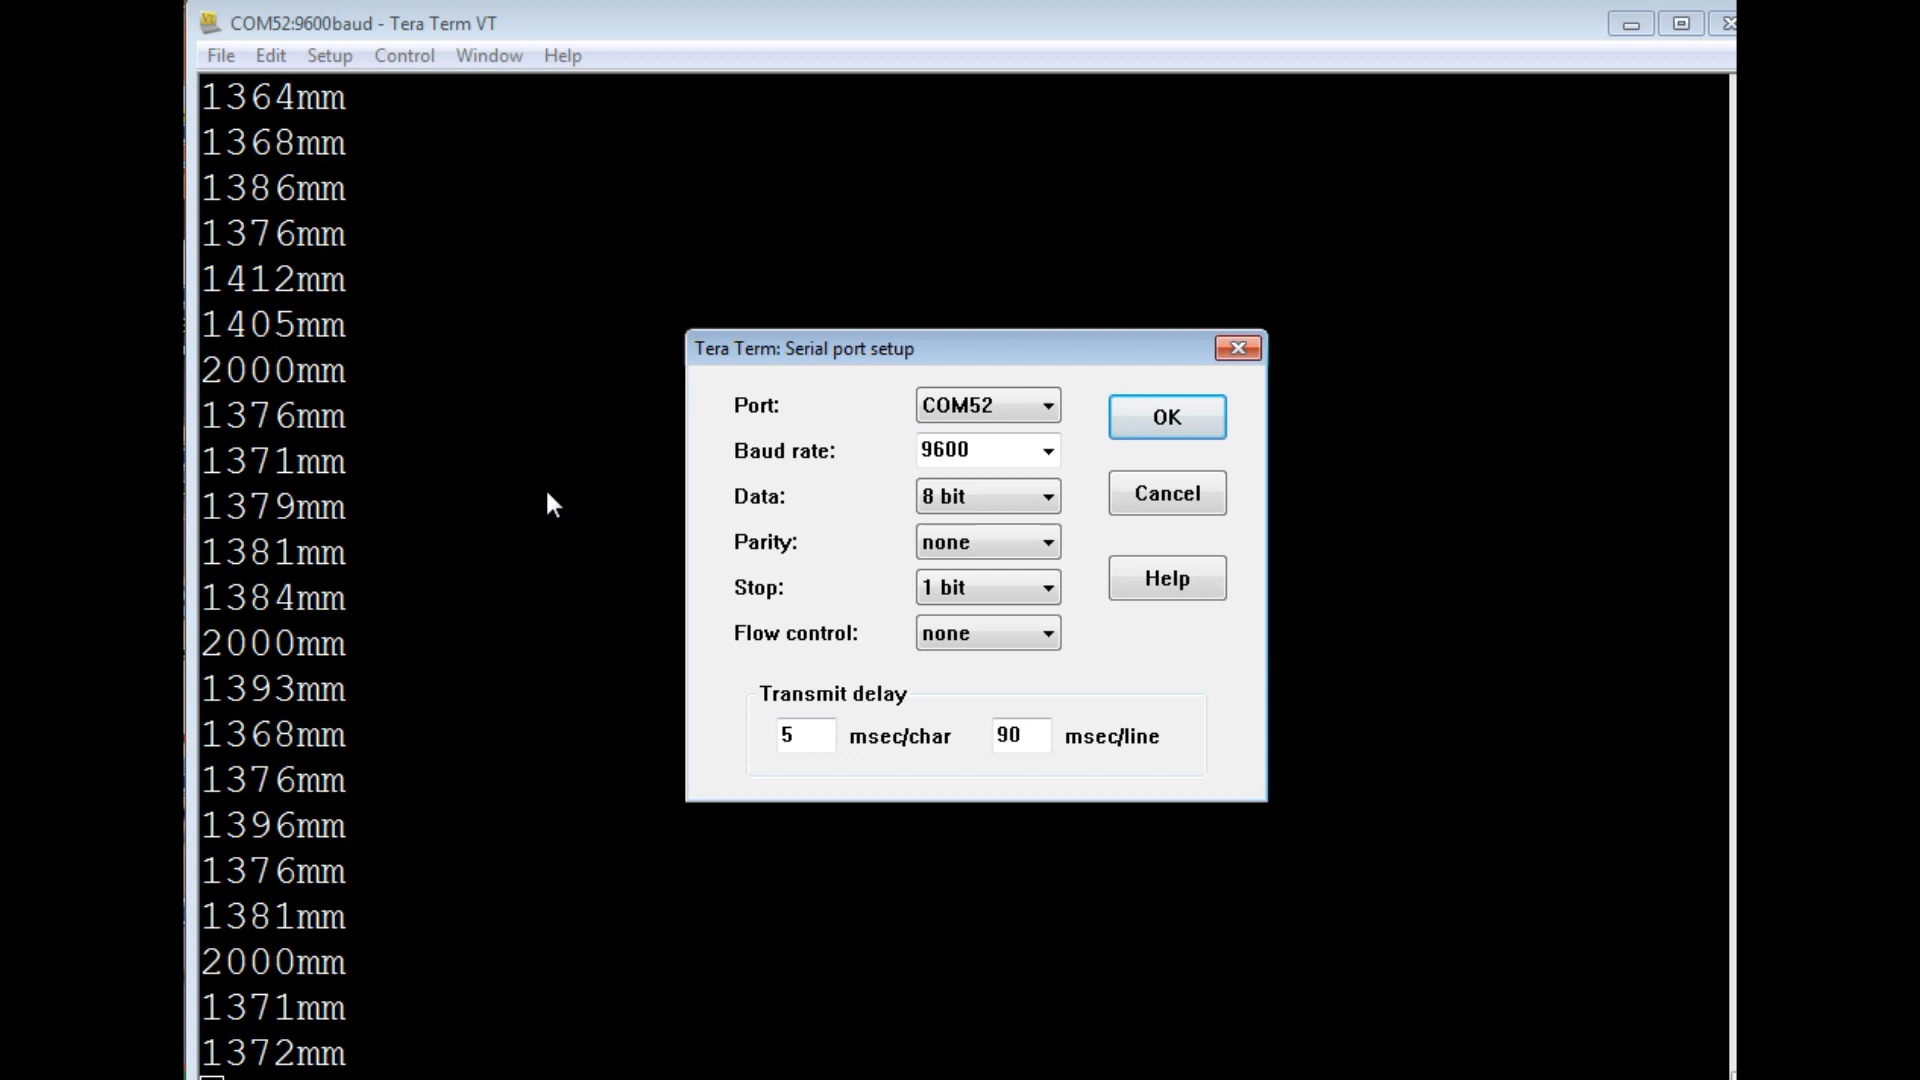 COM52:9600baud - Tera Term VT
File Edit Setup Control Window Help
1364mm
1368mm
1386mm
1376mm
1412mm
1405mm
2000mm
1376mm
1371mm
1379mm
1381mm
1384mm
2000mm
1393mm
1368mm
1376mm
1396mm
1376mm
1381mm
2000mm
1371mm
1372mm
Tera Term: Serial port setup
Port: COM52
Baud rate: 9600
Data: 8 bit
Parity: none
Stop: 1 bit
Flow control: none
OK
Cancel
Help
Transmit delay
5 msec/char 90 msec/line